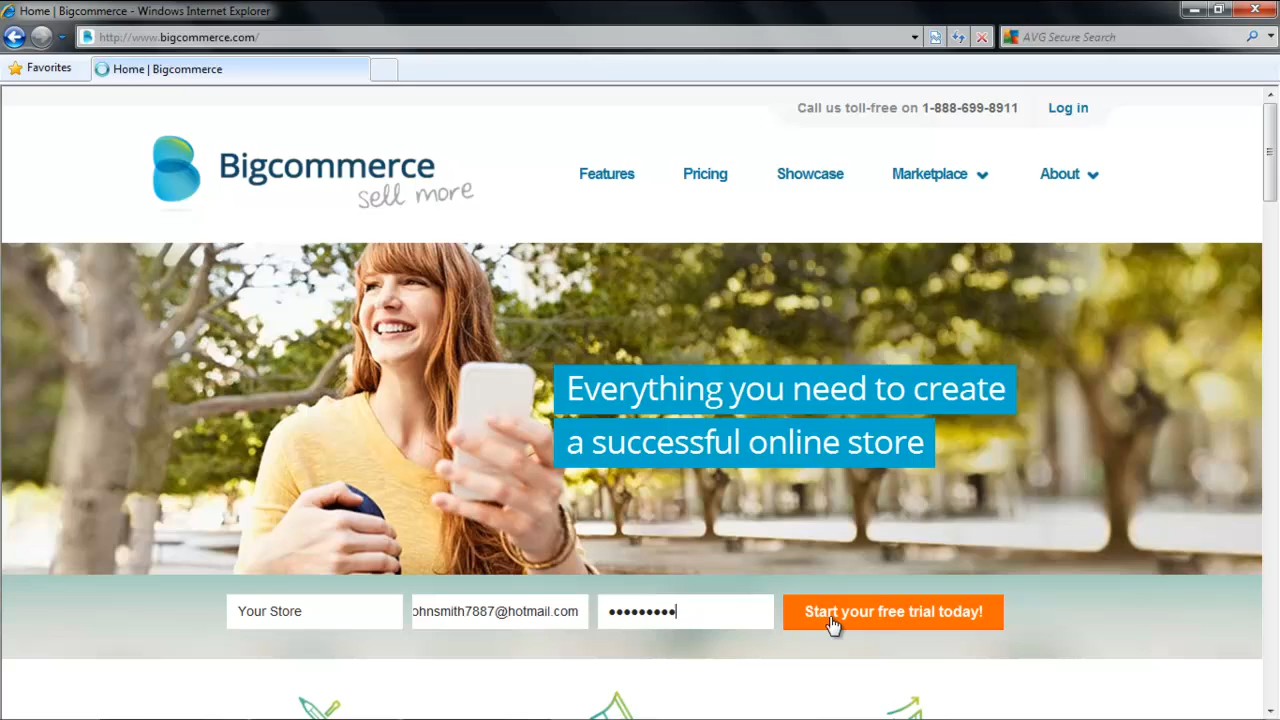 Home | Bigcommerce - Windows Internet Explorer
http://www.bigcommerce.com/
AVG Secure Search
Favorites
Home | Bigcommerce
Call us toll-free on 1-888-699-8911
Log in
Bigcommerce
sell more
Features
Pricing
Showcase
Marketplace
About
Everything you need to create
a successful online store
Your Store
ohnsmith7887@hotmail.com
●●●●●●●●●
Start your free trial today!